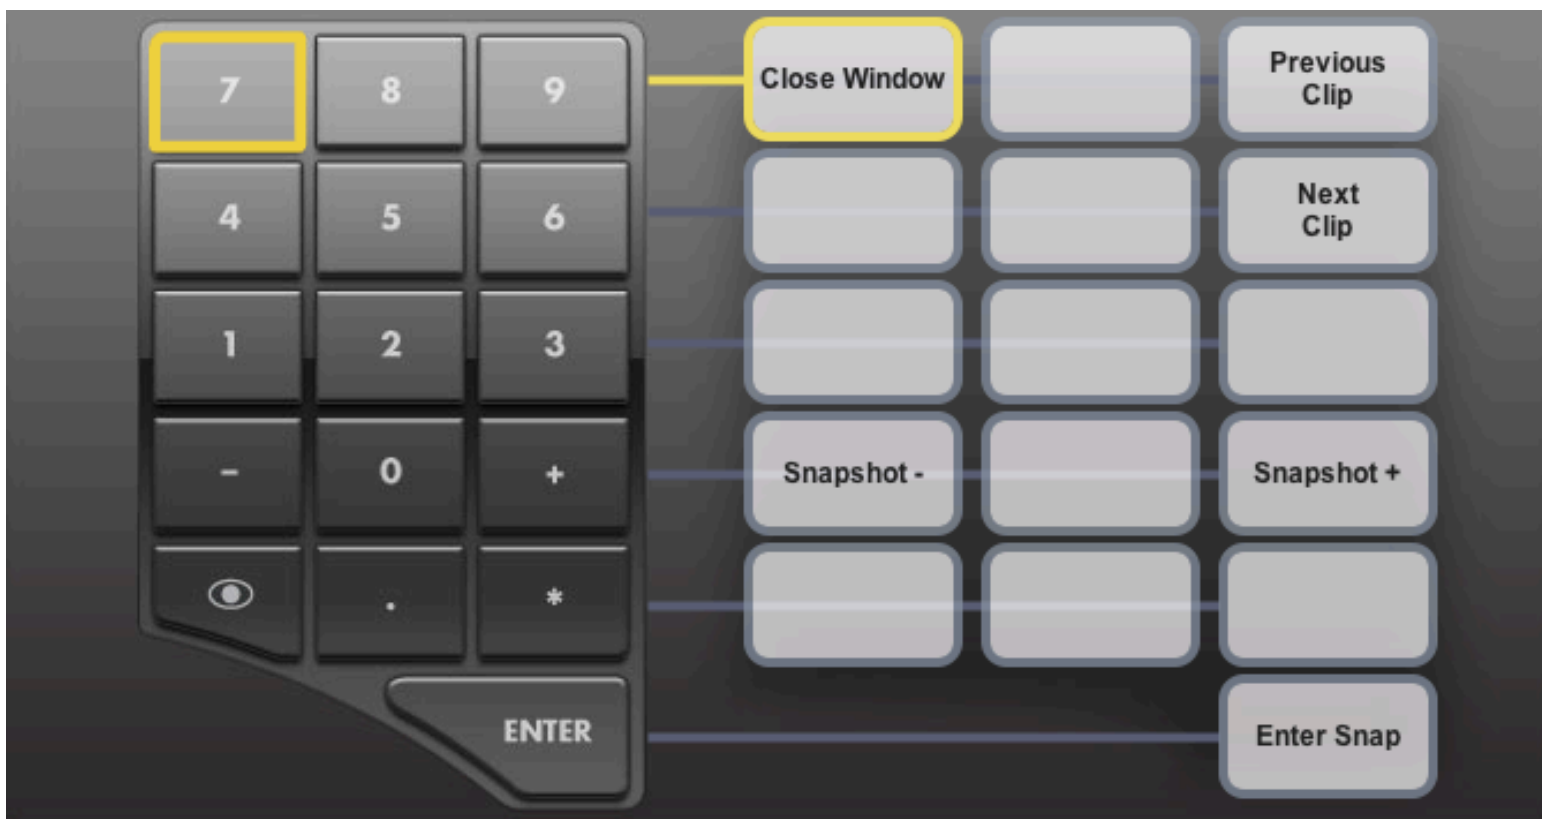 7 8 9 Close Window Previous
Clip
4 5 6 Next
Clip
1 2 3
- 0 + Snapshot - Snapshot +
. *
ENTER Enter Snap